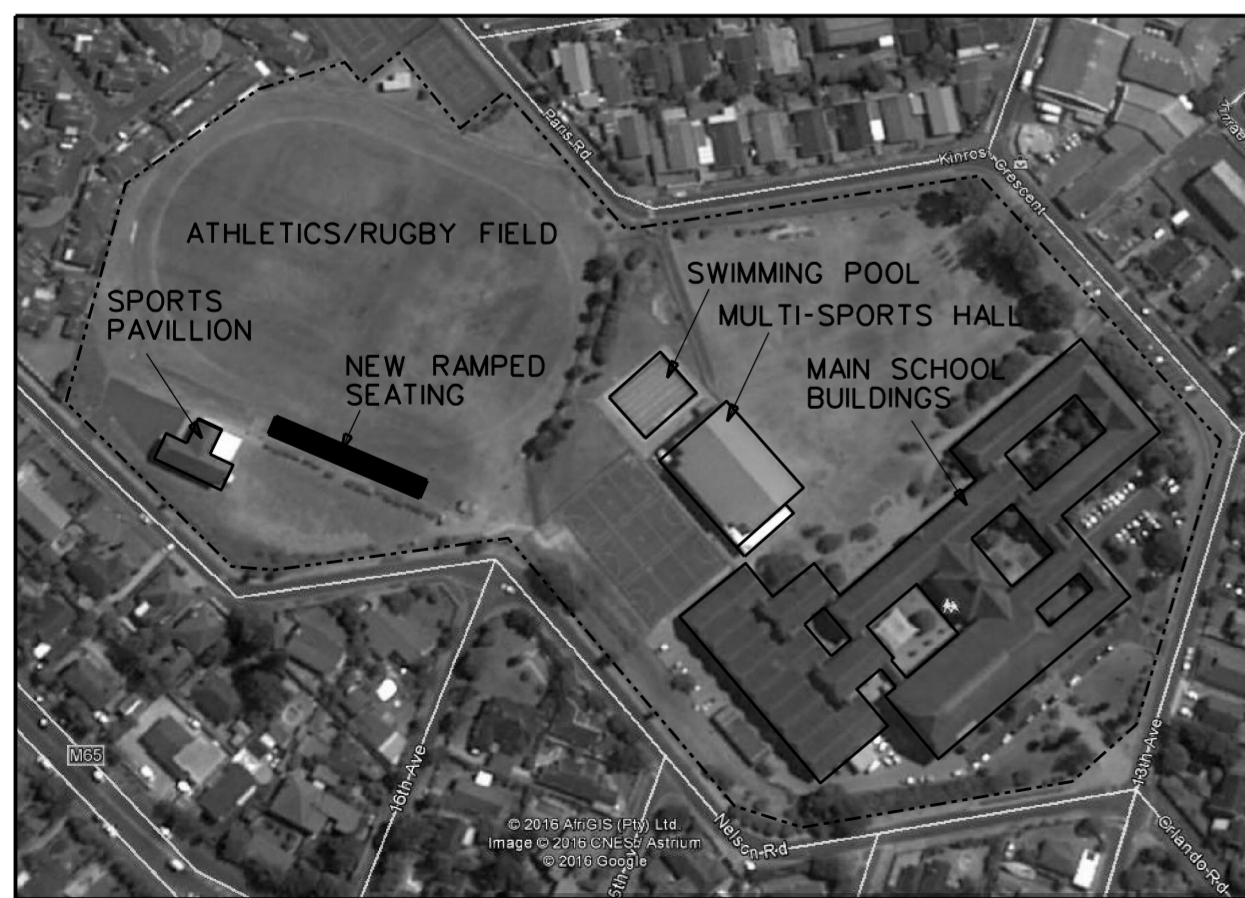 Paris Rd
Kinros
Crescent
ATHLETICS/RUGBY FIELD
SWIMMING POOL
SPORTS
PAVILLION
MULTI-SPORTS HALL
NEW RAMPED
SEATING
MAIN SCHOOL
BUILDINGS
M65
16th Ave
13th Ave
© 2016 AfriGIS (Pty) Ltd.
Image © 2016 CNES / Astrium
© 2016 Google
Nelson Rd
Orlando Rd